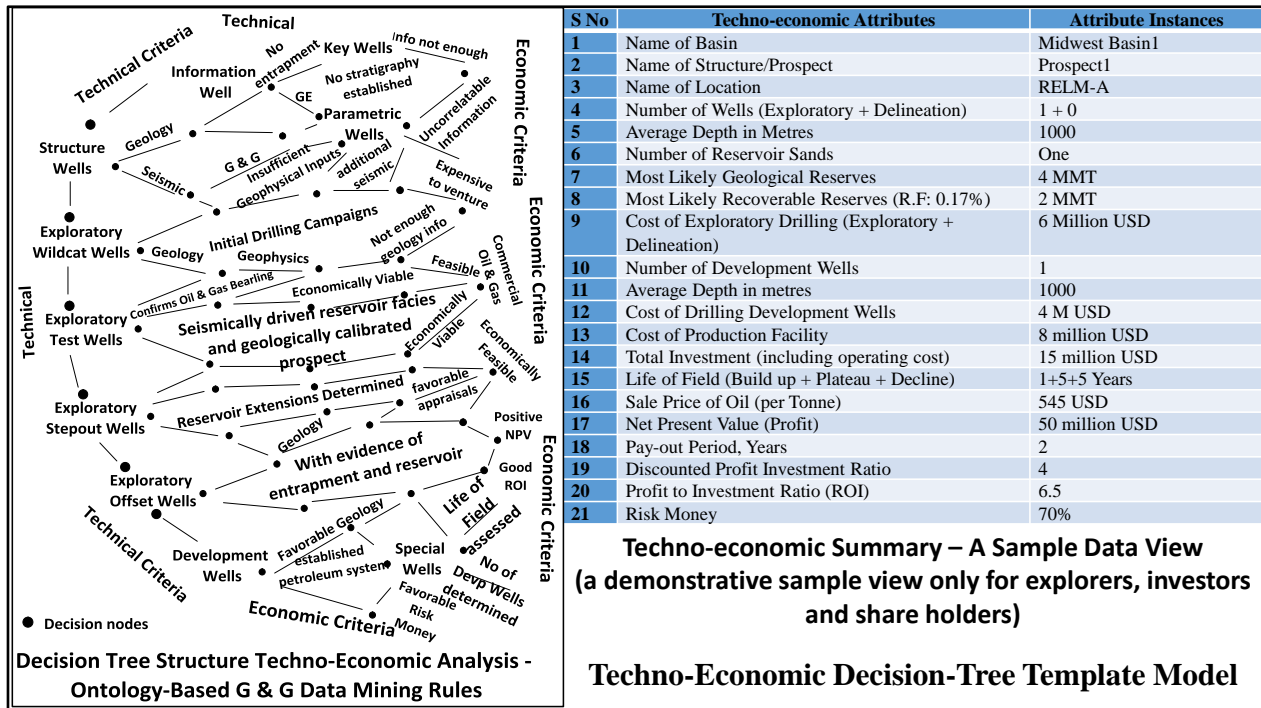 Technical
Technical Criteria
No
entrapment
Key Wells
Info not enough
Economic Criteria
Information
Well
No stratigraphy
established
GE
Parametric
Wells
Uncorrelatable
Information
Geology
Structure
Wells
G & G
Insufficient
Geophysical Inputs
additional
seismic
Seismic
Expensive
to venture
Exploratory
Wildcat Wells
Initial Drilling Campaigns
Not enough
geology info
Economic Criteria
Geology
Geophysics
Feasible
Commercial
Oil & Gas
Confirms Oil & Gas Bearling
Economically Viable
Technical
Exploratory
Test Wells
Seismically driven reservoir facies
and geologically calibrated
prospect
Economically
Viable
Economically
Feasible
Exploratory
Stepout Wells
Reservoir Extensions Determined
favorable
appraisals
Geology
Positive
NPV
With evidence of
entrapment and reservoir
Good
ROI
Economic Criteria
Exploratory
Offset Wells
Life of
Field
assessed
Technical Criteria
Development
Wells
Favorable Geology
established
petroleum system
Special
Wells
No of
Devp Wells
determined
Economic Criteria
Favorable
Risk
Money
Decision nodes
Decision Tree Structure Techno-Economic Analysis -
Ontology-Based G & G Data Mining Rules
S No Techno-economic Attributes Attribute Instances
1 Name of Basin Midwest Basin1
2 Name of Structure/Prospect Prospect1
3 Name of Location RELM-A
4 Number of Wells (Exploratory + Delineation) 1 + 0
5 Average Depth in Metres 1000
6 Number of Reservoir Sands One
7 Most Likely Geological Reserves 4 MMT
8 Most Likely Recoverable Reserves (R.F: 0.17%) 2 MMT
9 Cost of Exploratory Drilling (Exploratory + 6 Million USD
Delineation)
10 Number of Development Wells 1
11 Average Depth in metres 1000
12 Cost of Drilling Development Wells 4 M USD
13 Cost of Production Facility 8 million USD
14 Total Investment (including operating cost) 15 million USD
15 Life of Field (Build up + Plateau + Decline) 1+5+5 Years
16 Sale Price of Oil (per Tonne) 545 USD
17 Net Present Value (Profit) 50 million USD
18 Pay-out Period, Years 2
19 Discounted Profit Investment Ratio 4
20 Profit to Investment Ratio (ROI) 6.5
21 Risk Money 70%
Techno-economic Summary – A Sample Data View
(a demonstrative sample view only for explorers, investors
and share holders)
Techno-Economic Decision-Tree Template Model